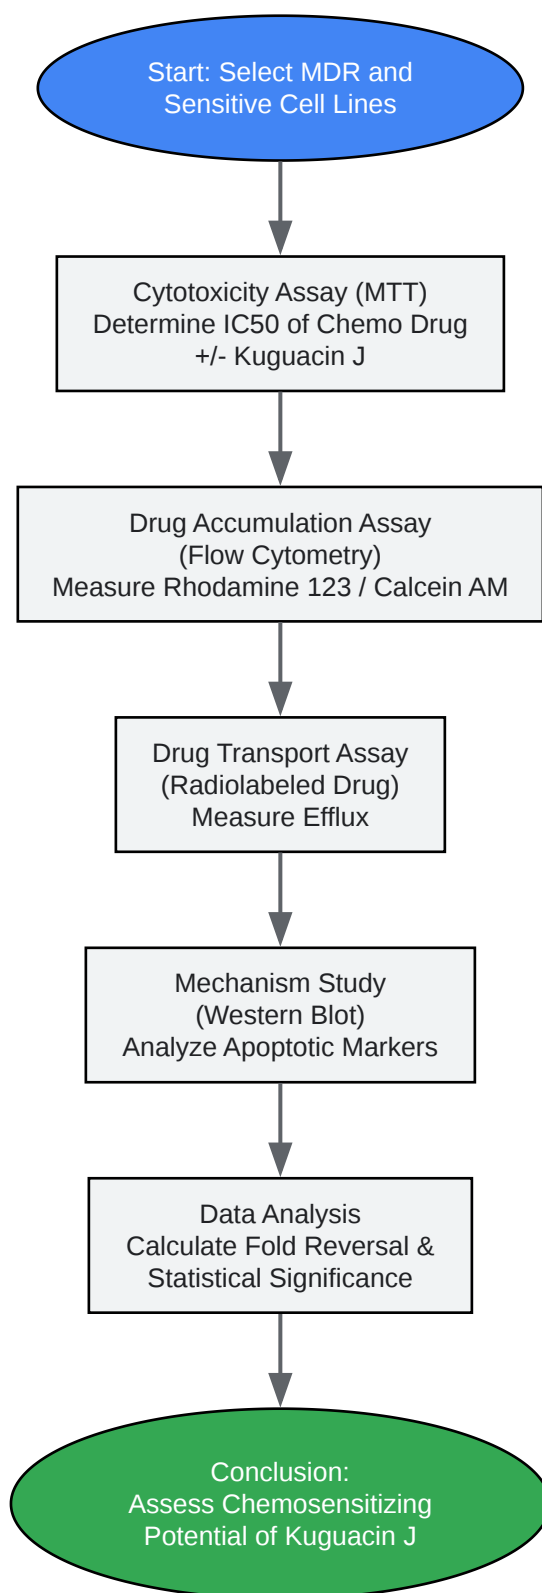 Start: Select MDR and
Sensitive Cell Lines
Cytotoxicity Assay (MTT)
Determine IC50 of Chemo Drug
+/- Kuguacin J
Drug Accumulation Assay
(Flow Cytometry)
Measure Rhodamine 123 / Calcein AM
Drug Transport Assay
(Radiolabeled Drug)
Measure Efflux
Mechanism Study
(Western Blot)
Analyze Apoptotic Markers
Data Analysis
Calculate Fold Reversal &
Statistical Significance
Conclusion:
Assess Chemosensitizing
Potential of Kuguacin J